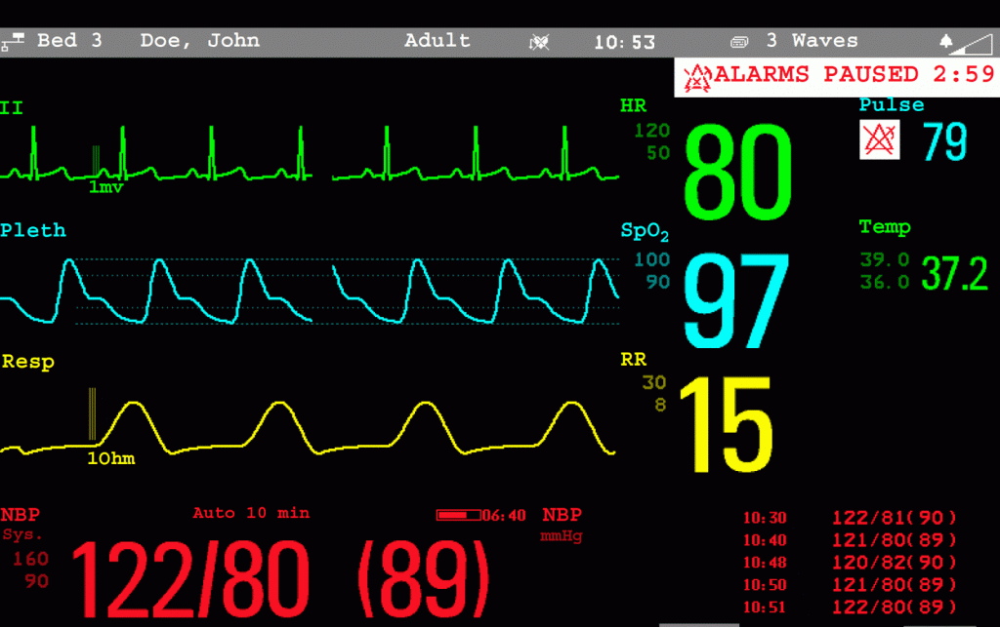 Bed 3 Doe, John Adult 10:53 3 Waves
ALARMS PAUSED 2:59
II
1mv
HR
120
50
80
Pulse
79
Pleth
SpO2
100
90
97
Temp
39.0
36.0
37.2
Resp
10hm
RR
30
8
15
NBP Auto 10 min 06:40 NBP
Sys. mmHg
160
90
122/80 (89)
10:30 122/81(90)
10:40 121/80(89)
10:48 120/82(90)
10:50 121/80(89)
10:51 122/80(89)